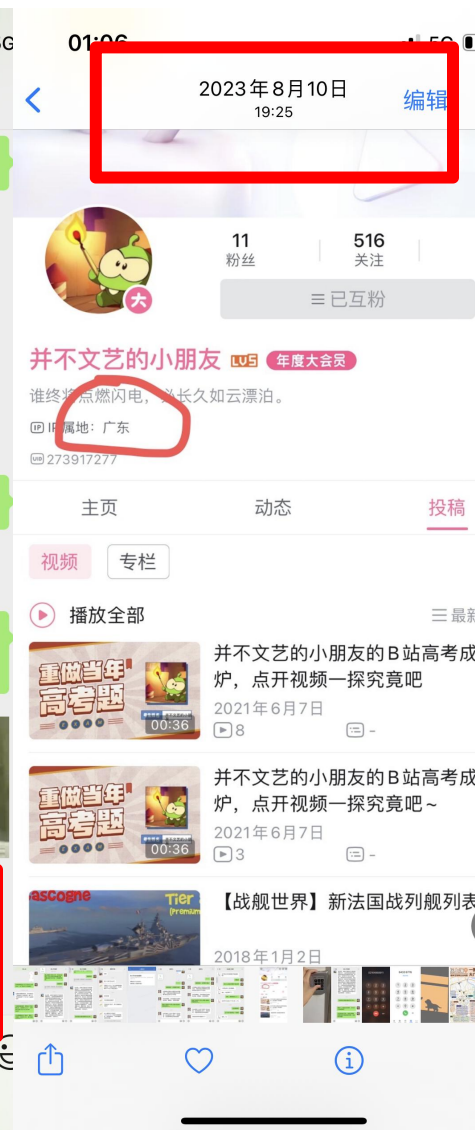 01:06
5G
2023年8月10日
19:25
编辑
11
粉丝
516
关注
已互粉
大
并不文艺的小朋友 LV5 年度大会员
谁终将点燃闪电，必长久如云漂泊。
IP IP属地：广东
UID 273917277
主页
动态
投稿
视频
专栏
播放全部
最新
重做当年
高考题
00:36
并不文艺的小朋友的B站高考成
炉，点开视频一探究竟吧
2021年6月7日
8
-
重做当年
高考题
00:36
并不文艺的小朋友的B站高考成
炉，点开视频一探究竟吧~
2021年6月7日
3
-
ascogne
Tier
(Premium
【战舰世界】新法国战列舰列表
2018年1月2日